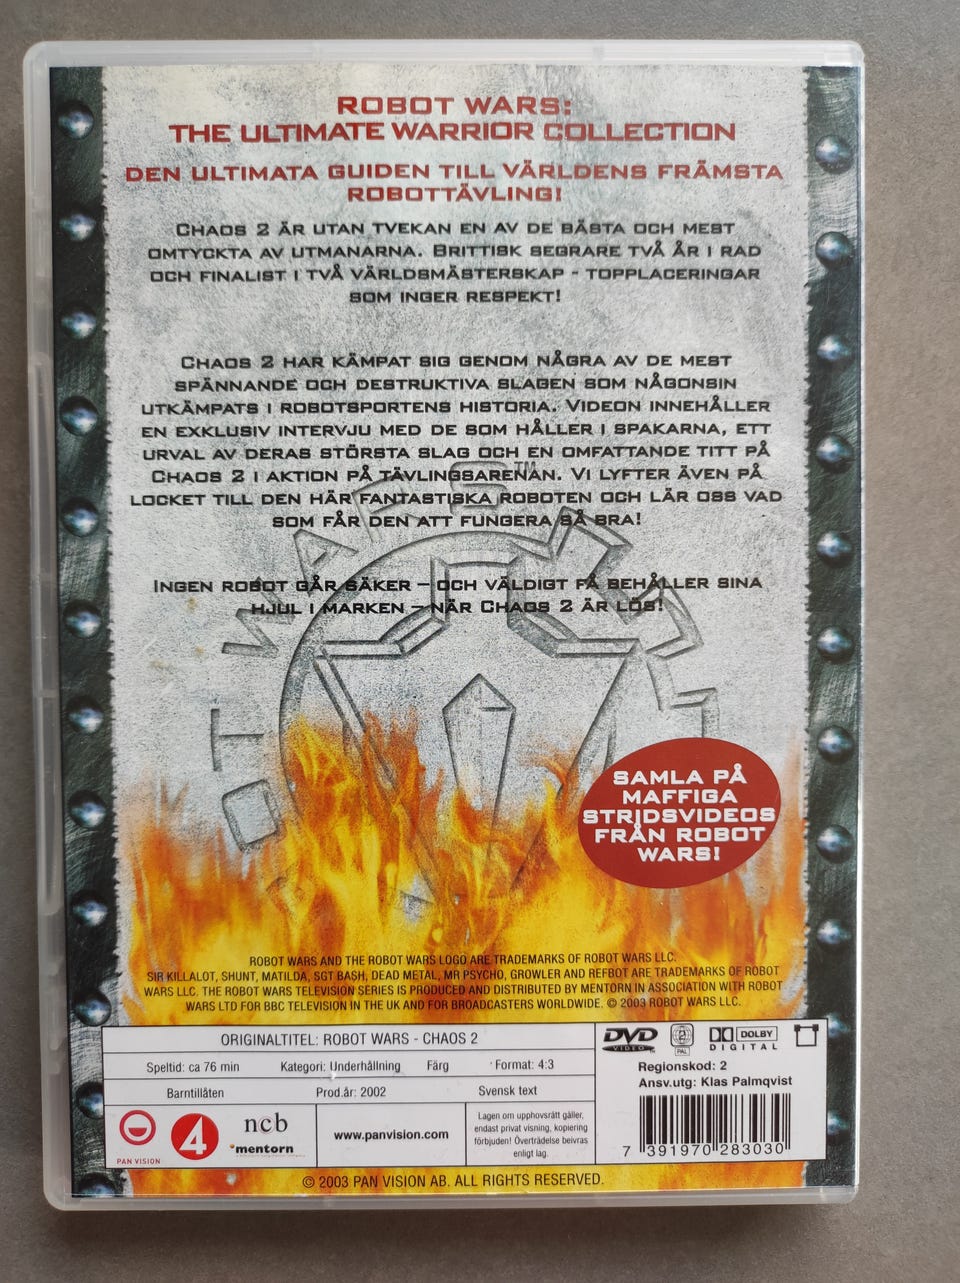 ROBOT WARS:
THE ULTIMATE WARRIOR COLLECTION
DEN ULTIMATA GUIDEN TILL VÄRLDENS FRÄMSTA
ROBOTTÄVLING!
CHAOS 2 ÄR UTAN TVEKAN EN AV DE BÄSTA OCH MEST
OMTYCKTA AV UTMANARNA. BRITTISK SEGRARE TVÅ ÅR I RAD
OCH FINALIST I TVÅ VÄRLDSMÄSTERSKAP - TOPPLACERINGAR
SOM INGER RESPEKT!
CHAOS 2 HAR KÄMPAT SIG GENOM NÅGRA AV DE MEST
SPÄNNANDE OCH DESTRUKTIVA SLAGEN SOM NÅGONSIN
UTKÄMPATS I ROBOTSPORTENS HISTORIA. VIDEON INNEHÅLLER
EN EXKLUSIV INTERVJU MED DE SOM HÅLLER I SPAKARNA, ETT
URVAL AV DERAS STÖRSTA SLAG OCH EN OMFATTANDE TITT PÅ
CHAOS 2 I AKTION PÅ TÄVLINGSARENAN. VI LYFTER ÄVEN PÅ
LOCKET TILL DEN HÄR FANTASTISKA ROBOTEN OCH LÄR OSS VAD
SOM FÅR DEN ATT FUNGERA SÅ BRA!
INGEN ROBOT GÅR SÄKER – OCH VÄLDIGT FÅ BEHÅLLER SINA
HJUL I MARKEN – NÄR CHAOS 2 ÄR LÖS!
SAMLA PÅ
MAFFIGA
STRIDSVIDEOS
FRÅN ROBOT
WARS!
ROBOT WARS AND THE ROBOT WARS LOGO ARE TRADEMARKS OF ROBOT WARS LLC.
SIR KILLALOT, SHUNT, MATILDA, SGT BASH, DEAD METAL, MR PSYCHO, GROWLER AND REFBOT ARE TRADEMARKS OF ROBOT
WARS LLC. THE ROBOT WARS TELEVISION SERIES IS PRODUCED AND DISTRIBUTED BY MENTORN IN ASSOCIATION WITH ROBOT
WARS LTD FOR BBC TELEVISION IN THE UK AND FOR BROADCASTERS WORLDWIDE. © 2003 ROBOT WARS LLC.
ORIGINALTITEL: ROBOT WARS - CHAOS 2
Speltid: ca 76 min Kategori: Underhållning Färg Format: 4:3
Barntillåten Prod.år: 2002 Svensk text
PAN VISION
4
ncb
mentorn
www.panvision.com
Lagen om upphovsrätt gäller,
endast privat visning, kopiering
förbjuden! Överträdelse beivras
enligt lag.
DVD
VIDEO
2
PAL
DOLBY
DIGITAL
Regionskod: 2
Ansv.utg: Klas Palmqvist
7 391970 283030
© 2003 PAN VISION AB. ALL RIGHTS RESERVED.